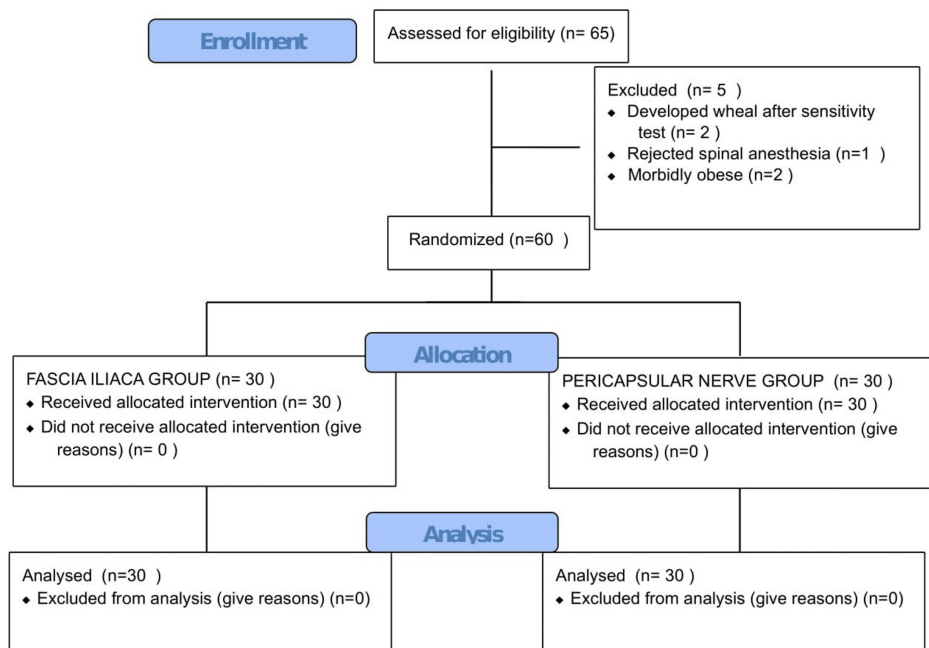 Enrollment
Assessed for eligibility (n= 65)
Excluded (n= 5 )
◆ Developed wheal after sensitivity
test (n= 2 )
◆ Rejected spinal anesthesia (n=1 )
◆ Morbidly obese (n=2 )
Randomized (n=60 )
Allocation
FASCIA ILIACA GROUP (n= 30 )
◆ Received allocated intervention (n= 30 )
◆ Did not receive allocated intervention (give
reasons) (n= 0 )
PERICAPSULAR NERVE GROUP (n= 30 )
◆ Received allocated intervention (n= 30 )
◆ Did not receive allocated intervention (give
reasons) (n=0 )
Analysis
Analysed (n=30 )
◆ Excluded from analysis (give reasons) (n=0)
Analysed (n= 30 )
◆ Excluded from analysis (give reasons) (n=0)